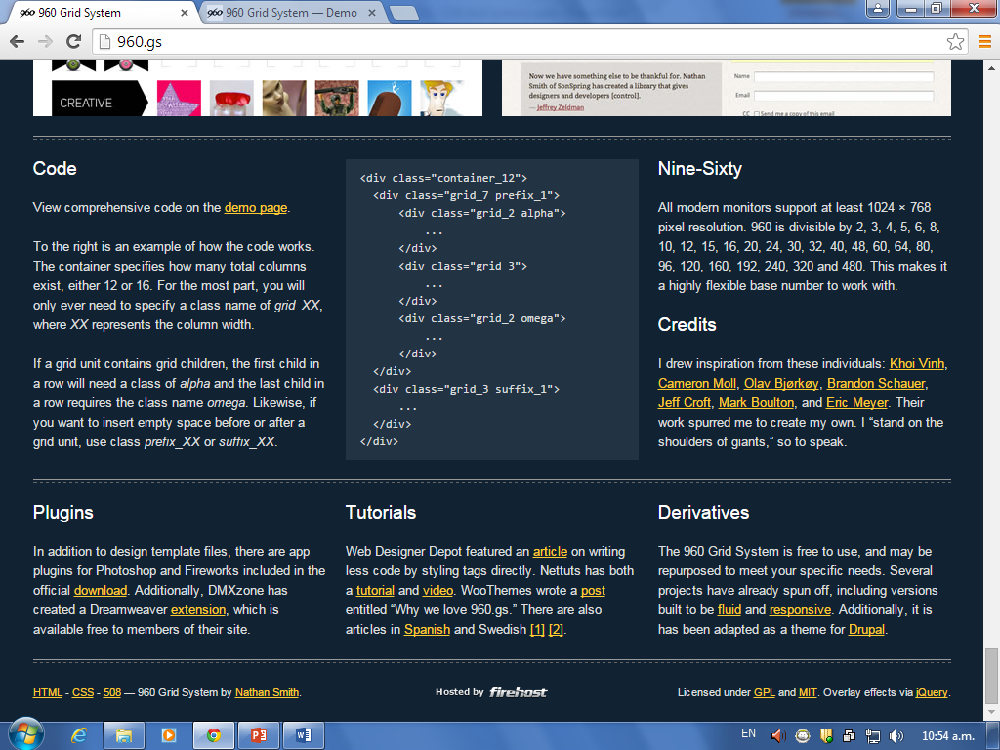 960 Grid System
960 Grid System — Demo
960.gs
CREATIVE
Now we have something else to be thankful for. Nathan
Smith of SonSpring has created a library that gives
designers and developers [control].
— Jeffrey Zeldman
Name
Email
CC Send me a copy of this email
Code
View comprehensive code on the demo page.
To the right is an example of how the code works.
The container specifies how many total columns
exist, either 12 or 16. For the most part, you will
only ever need to specify a class name of grid_XX,
where XX represents the column width.
If a grid unit contains grid children, the first child in
a row will need a class of alpha and the last child in
a row requires the class name omega. Likewise, if
you want to insert empty space before or after a
grid unit, use class prefix_XX or suffix_XX.
<div class="container_12">
<div class="grid_7 prefix_1">
<div class="grid_2 alpha">
...
</div>
<div class="grid_3">
...
</div>
<div class="grid_2 omega">
...
</div>
</div>
<div class="grid_3 suffix_1">
...
</div>
</div>
Nine-Sixty
All modern monitors support at least 1024 × 768
pixel resolution. 960 is divisible by 2, 3, 4, 5, 6, 8,
10, 12, 15, 16, 20, 24, 30, 32, 40, 48, 60, 64, 80,
96, 120, 160, 192, 240, 320 and 480. This makes it
a highly flexible base number to work with.
Credits
I drew inspiration from these individuals: Khoi Vinh,
Cameron Moll, Olav Bjørkøy, Brandon Schauer,
Jeff Croft, Mark Boulton, and Eric Meyer. Their
work spurred me to create my own. I “stand on the
shoulders of giants,” so to speak.
Plugins
In addition to design template files, there are app
plugins for Photoshop and Fireworks included in the
official download. Additionally, DMXzone has
created a Dreamweaver extension, which is
available free to members of their site.
Tutorials
Web Designer Depot featured an article on writing
less code by styling tags directly. Nettuts has both
a tutorial and video. WooThemes wrote a post
entitled “Why we love 960.gs.” There are also
articles in Spanish and Swedish [1] [2].
Derivatives
The 960 Grid System is free to use, and may be
repurposed to meet your specific needs. Several
projects have already spun off, including versions
built to be fluid and responsive. Additionally, it is
has been adapted as a theme for Drupal.
HTML - CSS - 508 — 960 Grid System by Nathan Smith.
Hosted by firehost
Licensed under GPL and MIT. Overlay effects via jQuery.
EN
10:54 a.m.